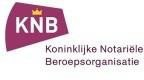 KNB
Koninklijke Notariële
Beroepsorganisatie